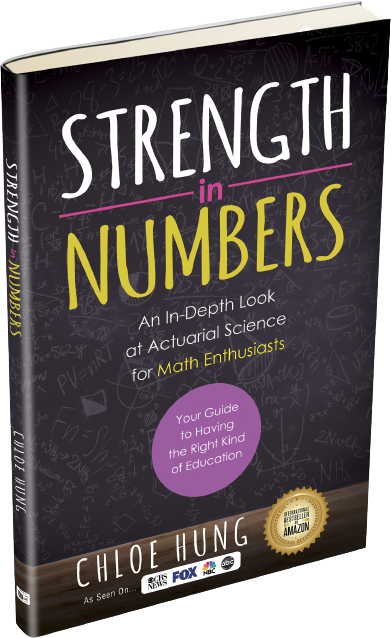 STRENGTH
in
NUMBERS
An In-Depth Look
at Actuarial Science
for Math Enthusiasts
Your Guide
to Having
the Right Kind
of Education
INTERNATIONAL
BESTSELLER
AMAZON
CHLOE HUNG
As Seen On... CBS NEWS FOX NBC abc
STRENGTH in NUMBERS
CHLOE HUNG